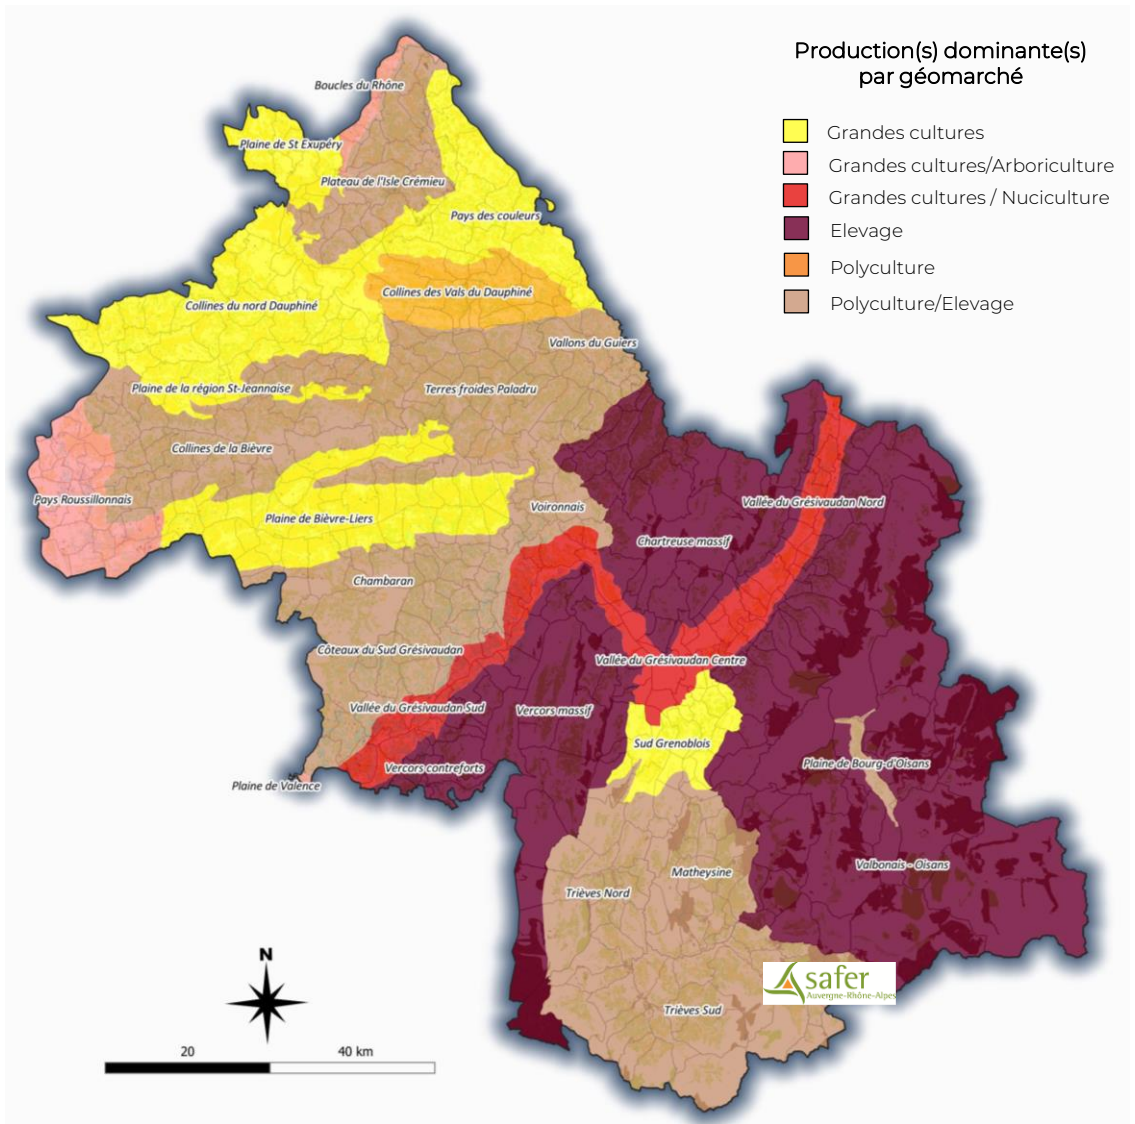 Production(s) dominante(s)
par géomarché
Grandes cultures
Grandes cultures/Arboriculture
Grandes cultures / Nuciculture
Elevage
Polyculture
Polyculture/Elevage
Boucles du Rhône
Plaine de St Exupéry
Plateau de l'Isle Crémieu
Pays des couleurs
Collines des Vals du Dauphiné
Collines du nord Dauphiné
Vallons du Guiers
Plaine de la région St-Jeannaise
Terres froides Paladru
Collines de la Bièvre
Pays Roussillonnais
Voironnais
Vallée du Grésivaudan Nord
Plaine de Bièvre-Liers
Chartreuse massif
Chambaran
Côteaux du Sud Grésivaudan
Vallée du Grésivaudan Centre
Vallée du Grésivaudan Sud
Vercors massif
Sud Grenoblois
Vercors contreforts
Plaine de Bourg-d'Oisans
Plaine de Valence
Valbonais - Oisans
Matheysine
Trièves Nord
Trièves Sud
safer
Auvergne-Rhône-Alpes
N
20
40 km